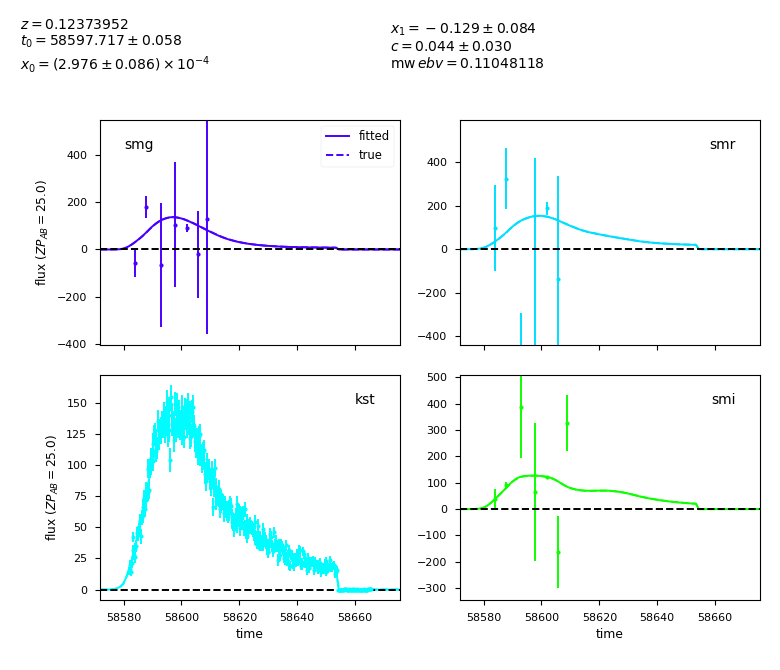 z = 0.12373952
t₀ = 58597.717 ± 0.058
x₀ = (2.976 ± 0.086) × 10⁻⁴
x₁ = −0.129 ± 0.084
c = 0.044 ± 0.030
mw ebv = 0.11048118
smg
fitted
true
400
200
0
−200
−400
flux (ZP_AB = 25.0)
smr
400
200
0
−200
−400
kst
150
125
100
75
50
25
0
flux (ZP_AB = 25.0)
58580 58600 58620 58640 58660
time
smi
500
400
300
200
100
0
−100
−200
−300
58580 58600 58620 58640 58660
time